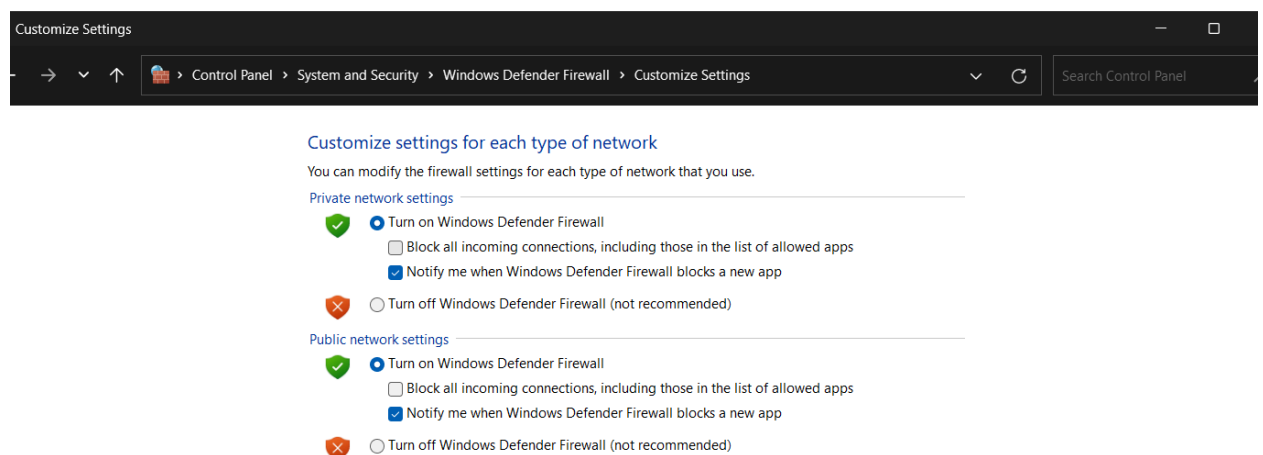 Customize Settings
Control Panel > System and Security > Windows Defender Firewall > Customize Settings
Search Control Panel
Customize settings for each type of network
You can modify the firewall settings for each type of network that you use.
Private network settings
Turn on Windows Defender Firewall
Block all incoming connections, including those in the list of allowed apps
Notify me when Windows Defender Firewall blocks a new app
Turn off Windows Defender Firewall (not recommended)
Public network settings
Turn on Windows Defender Firewall
Block all incoming connections, including those in the list of allowed apps
Notify me when Windows Defender Firewall blocks a new app
Turn off Windows Defender Firewall (not recommended)